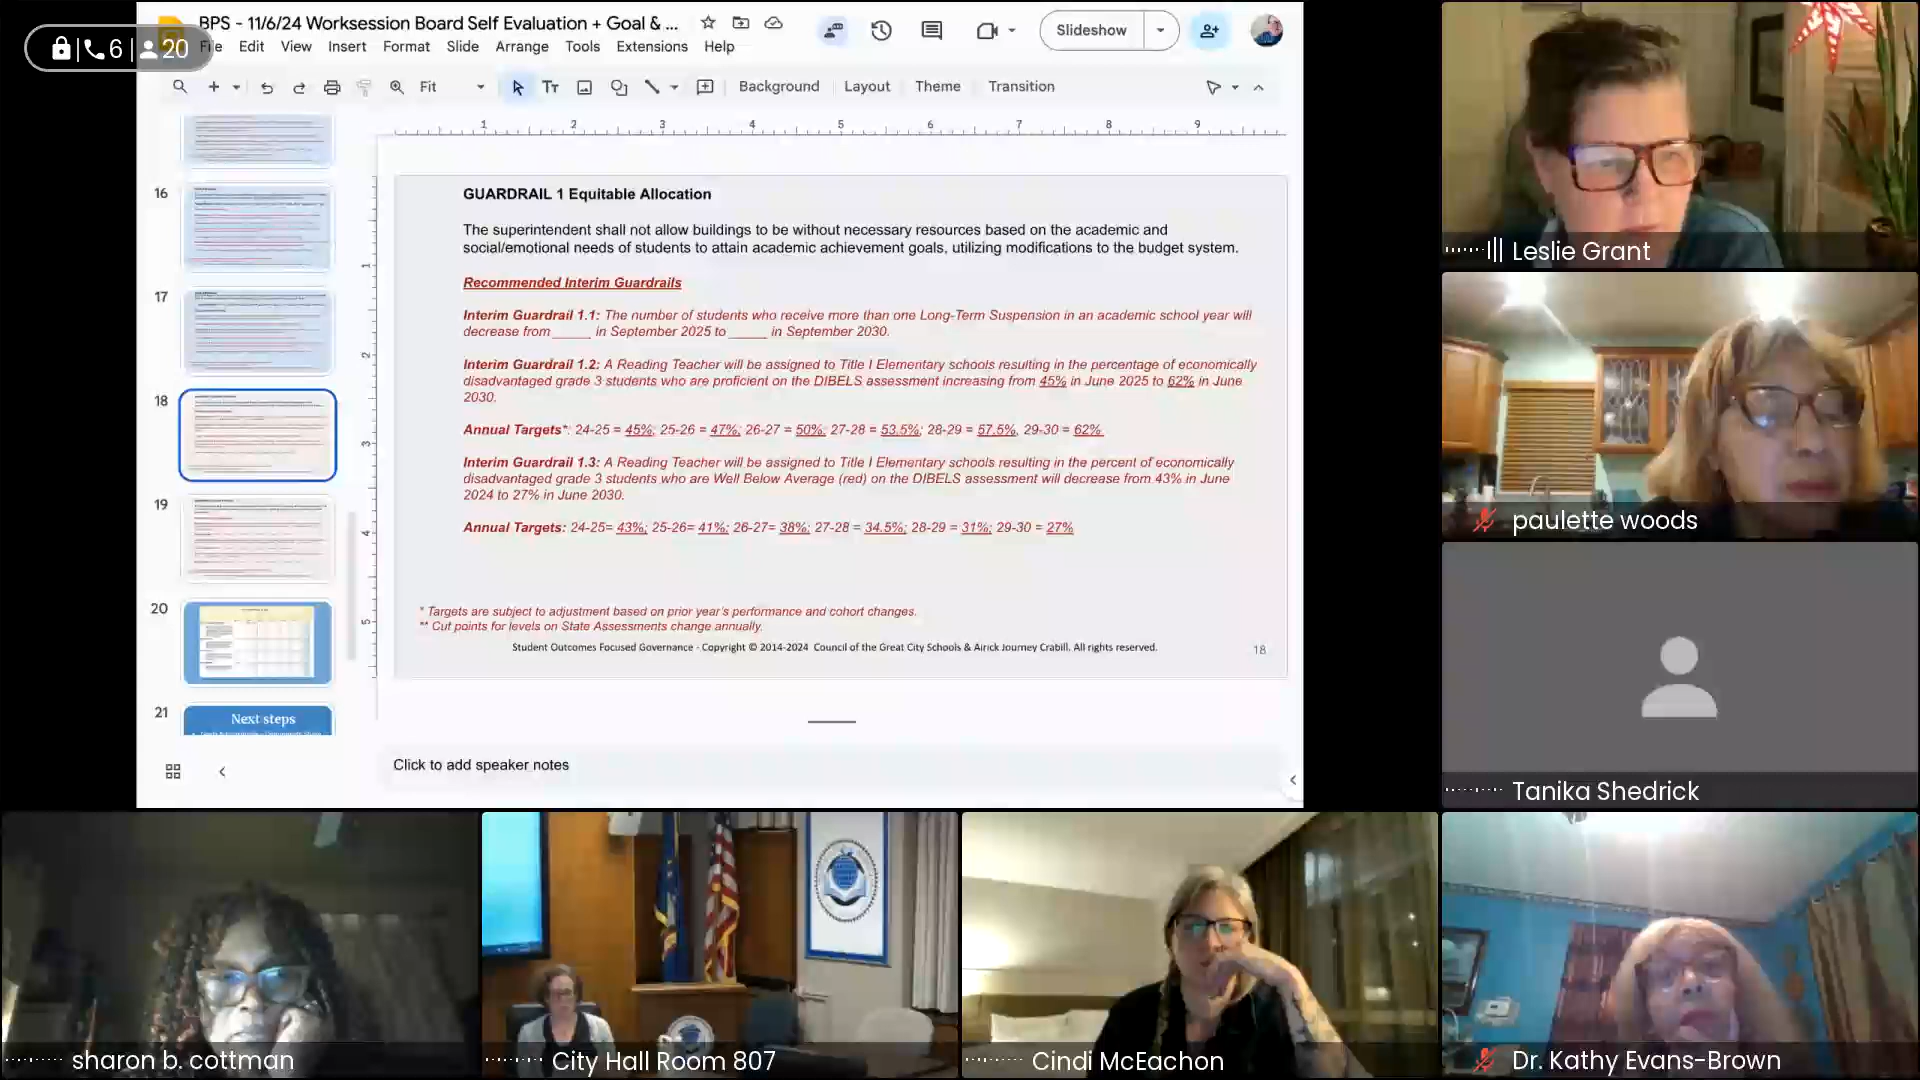 BPS - 11/6/24 Worksession Board Self Evaluation + Goal & ...
6 | 20
File Edit View Insert Format Slide Arrange Tools Extensions Help
Slideshow
Fit
Background Layout Theme Transition
1 2 3 4 5 6 7 8 9
16
17
18
19
20
21
Next steps
1
2
3
4
5
GUARDRAIL 1 Equitable Allocation
The superintendent shall not allow buildings to be without necessary resources based on the academic and
social/emotional needs of students to attain academic achievement goals, utilizing modifications to the budget system.
Recommended Interim Guardrails
Interim Guardrail 1.1: The number of students who receive more than one Long-Term Suspension in an academic school year will
decrease from ______ in September 2025 to ______ in September 2030.
Interim Guardrail 1.2: A Reading Teacher will be assigned to Title I Elementary schools resulting in the percentage of economically
disadvantaged grade 3 students who are proficient on the DIBELS assessment increasing from 45% in June 2025 to 62% in June
2030.
Annual Targets*: 24-25 = 45%; 25-26 = 47%; 26-27 = 50%; 27-28 = 53.5%; 28-29 = 57.5%, 29-30 = 62%
Interim Guardrail 1.3: A Reading Teacher will be assigned to Title I Elementary schools resulting in the percent of economically
disadvantaged grade 3 students who are Well Below Average (red) on the DIBELS assessment will decrease from 43% in June
2024 to 27% in June 2030.
Annual Targets: 24-25= 43%; 25-26= 41%; 26-27= 38%; 27-28 = 34.5%; 28-29 = 31%; 29-30 = 27%
* Targets are subject to adjustment based on prior year's performance and cohort changes.
** Cut points for levels on State Assessments change annually.
Student Outcomes Focused Governance - Copyright © 2014-2024 Council of the Great City Schools & Airick Journey Crabill. All rights reserved.
18
Click to add speaker notes
Leslie Grant
paulette woods
Tanika Shedrick
sharon b. cottman
City Hall Room 807
Cindi McEachon
Dr. Kathy Evans-Brown